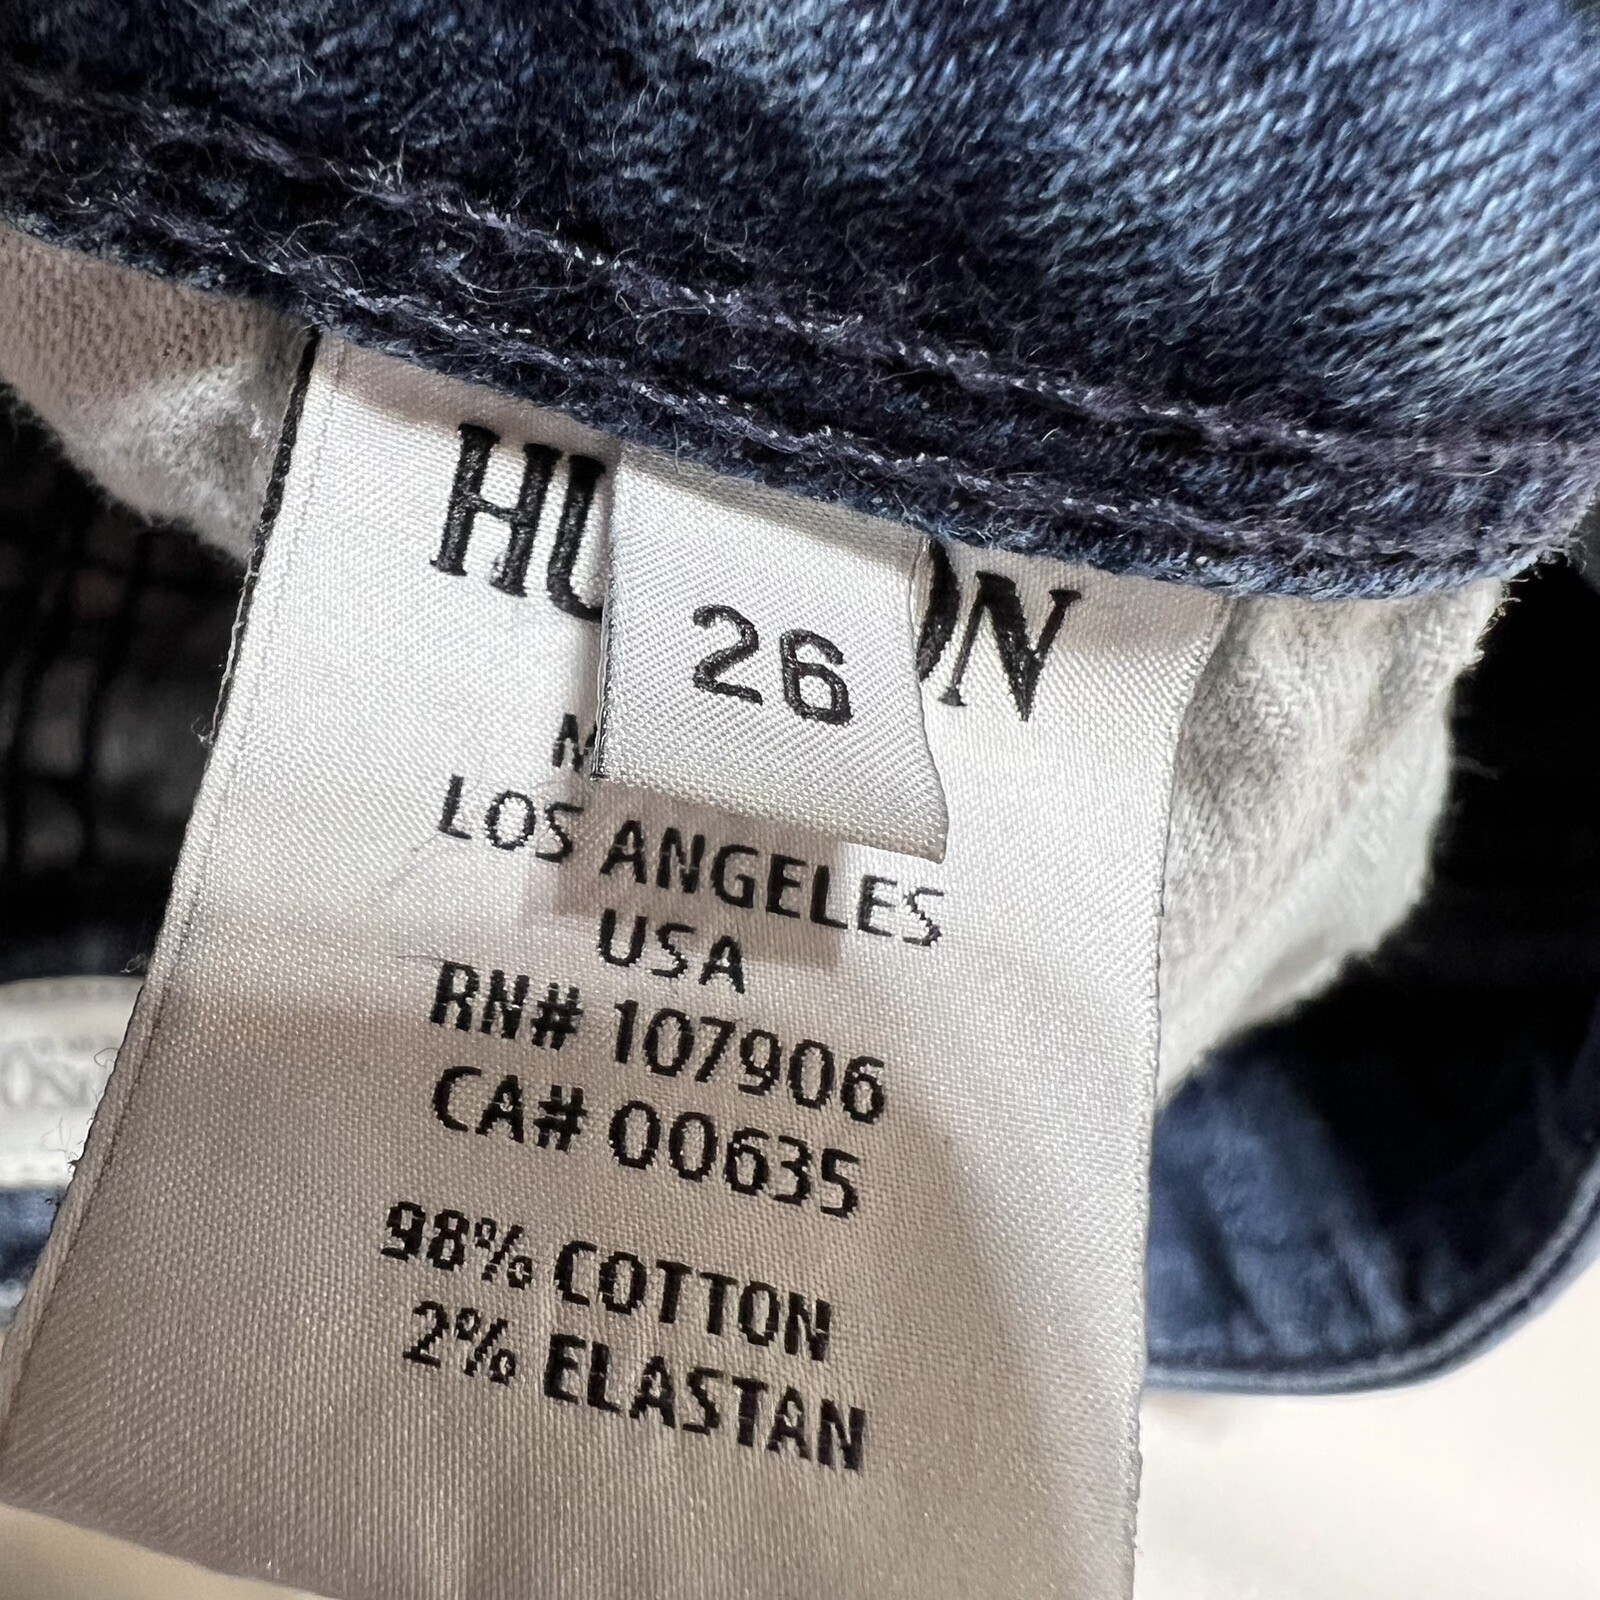 26
LOS ANGELES
USA
RN# 107906
CA# 00635
98% COTTON
2% ELASTAN